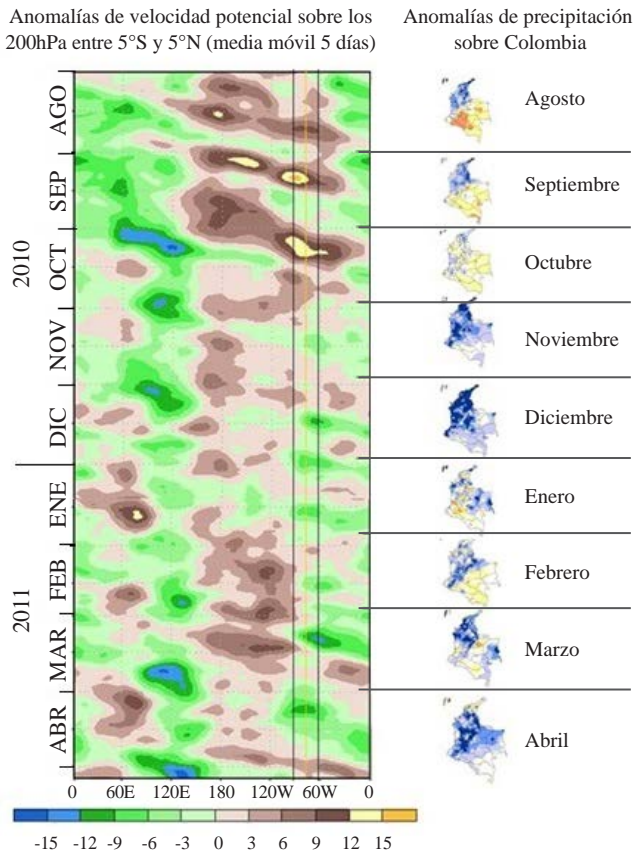 Anomalías de velocidad potencial sobre los
200hPa entre 5°S y 5°N (media móvil 5 días)
Anomalías de precipitación
sobre Colombia
2010
2011
AGO
SEP
OCT
NOV
DIC
ENE
FEB
MAR
ABR
Agosto
Septiembre
Octubre
Noviembre
Diciembre
Enero
Febrero
Marzo
Abril
0 60E 120E 180 120W 60W 0
-15 -12 -9 -6 -3 0 3 6 9 12 15